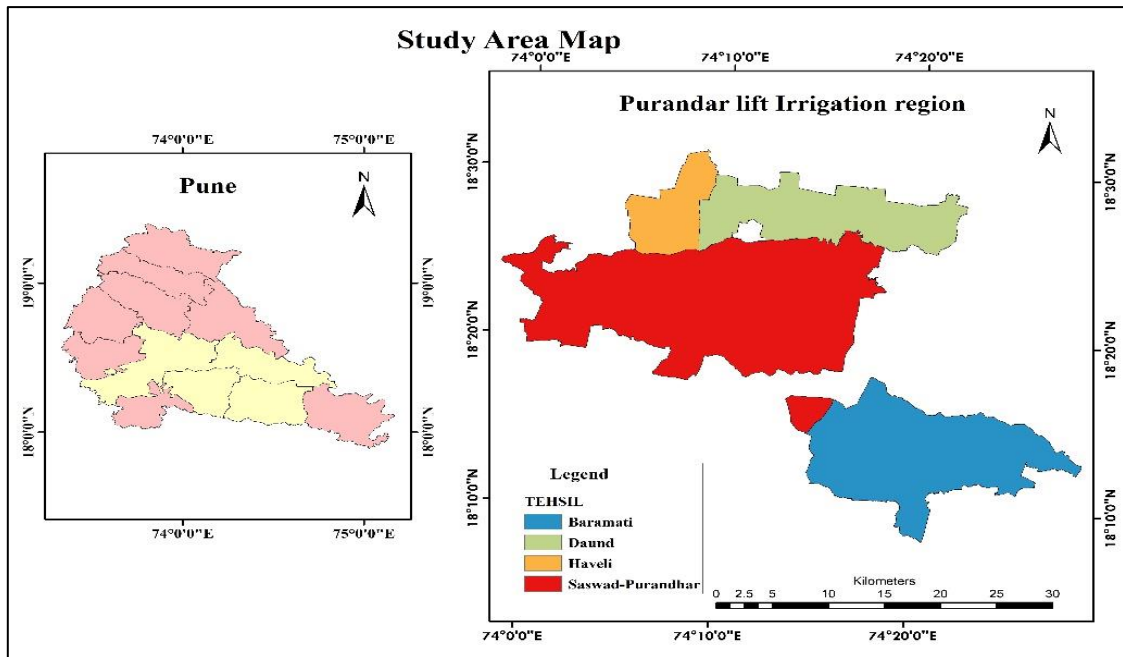 Study Area Map
74°0'0"E 75°0'0"E
Pune
N
19°0'0"N 19°0'0"N
18°0'0"N 18°0'0"N
74°0'0"E 75°0'0"E
74°0'0"E 74°10'0"E 74°20'0"E
Purandar lift Irrigation region
N
18°30'0"N 18°30'0"N
18°20'0"N 18°20'0"N
18°10'0"N 18°10'0"N
Legend
TEHSIL
Baramati
Daund
Haveli
Saswad-Purandhar
Kilometers
0 2.5 5 10 15 20 25 30
74°0'0"E 74°10'0"E 74°20'0"E